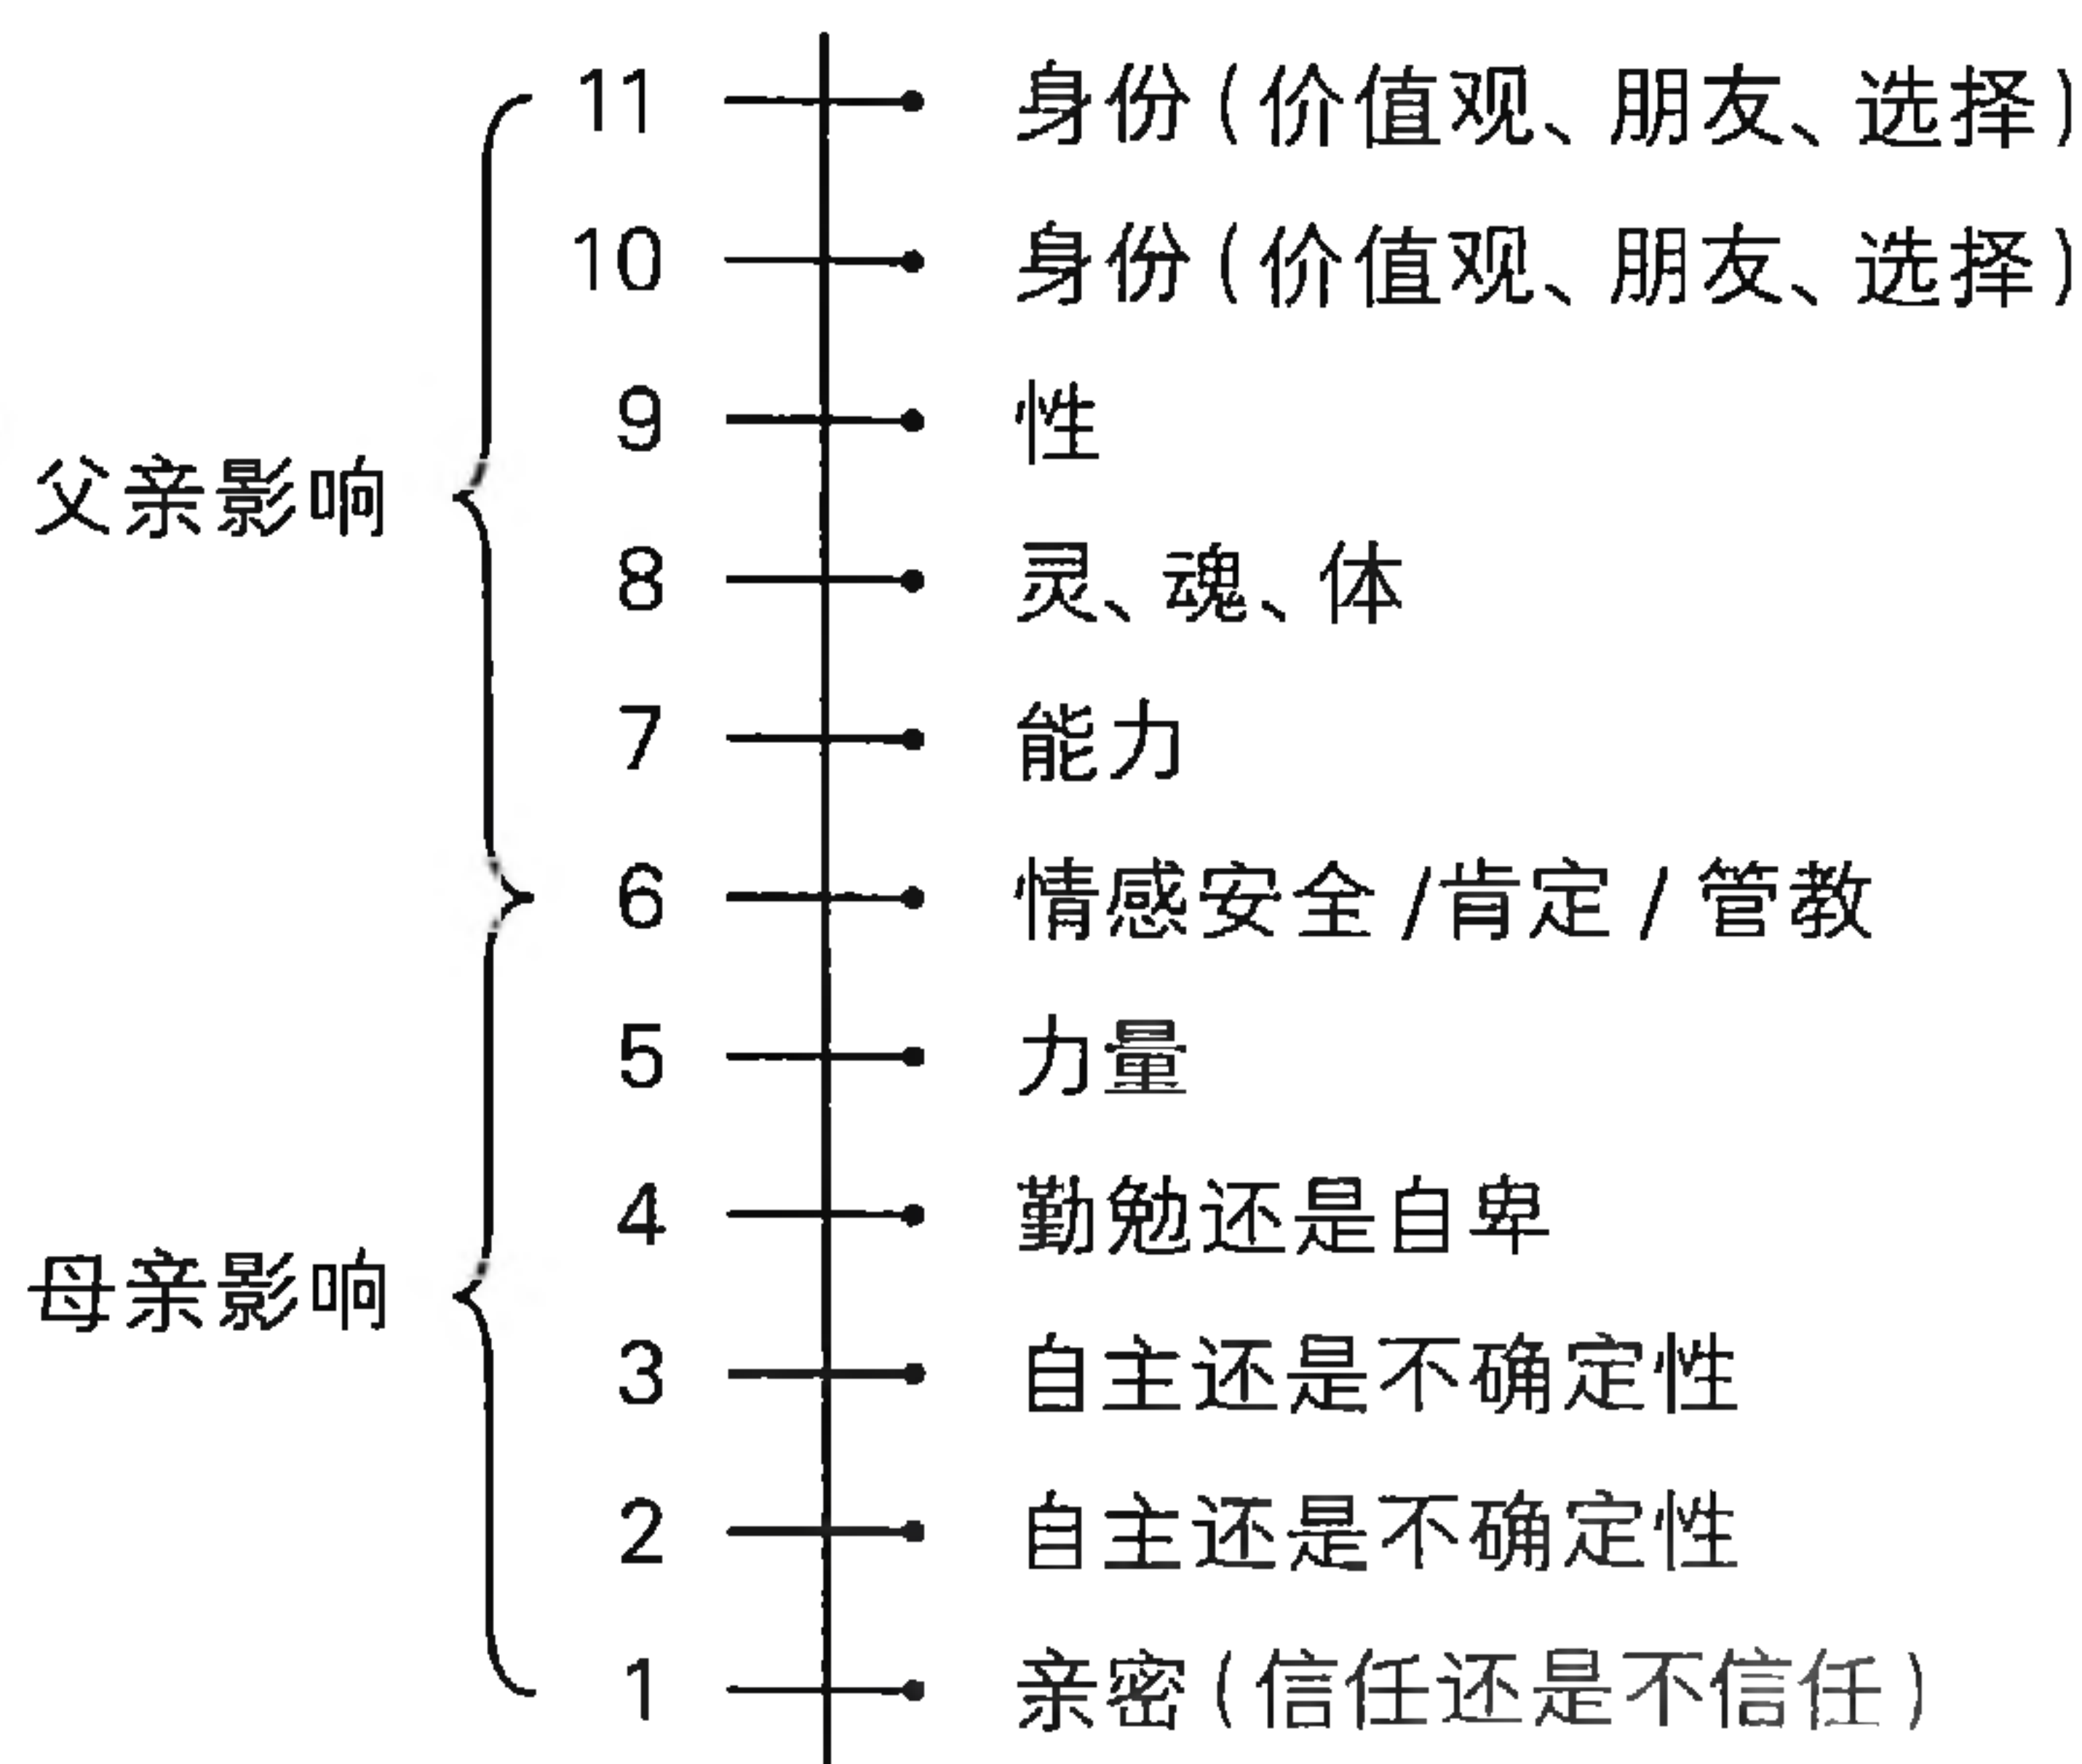 11 身份(价值观、朋友、选择)
10 身份(价值观、朋友、选择)
9 性
父亲影响
8 灵、魂、体
7 能力
6 情感安全/肯定/管教
5 力量
4 勤勉还是自卑
母亲影响
3 自主还是不确定性
2 自主还是不确定性
1 亲密(信任还是不信任)